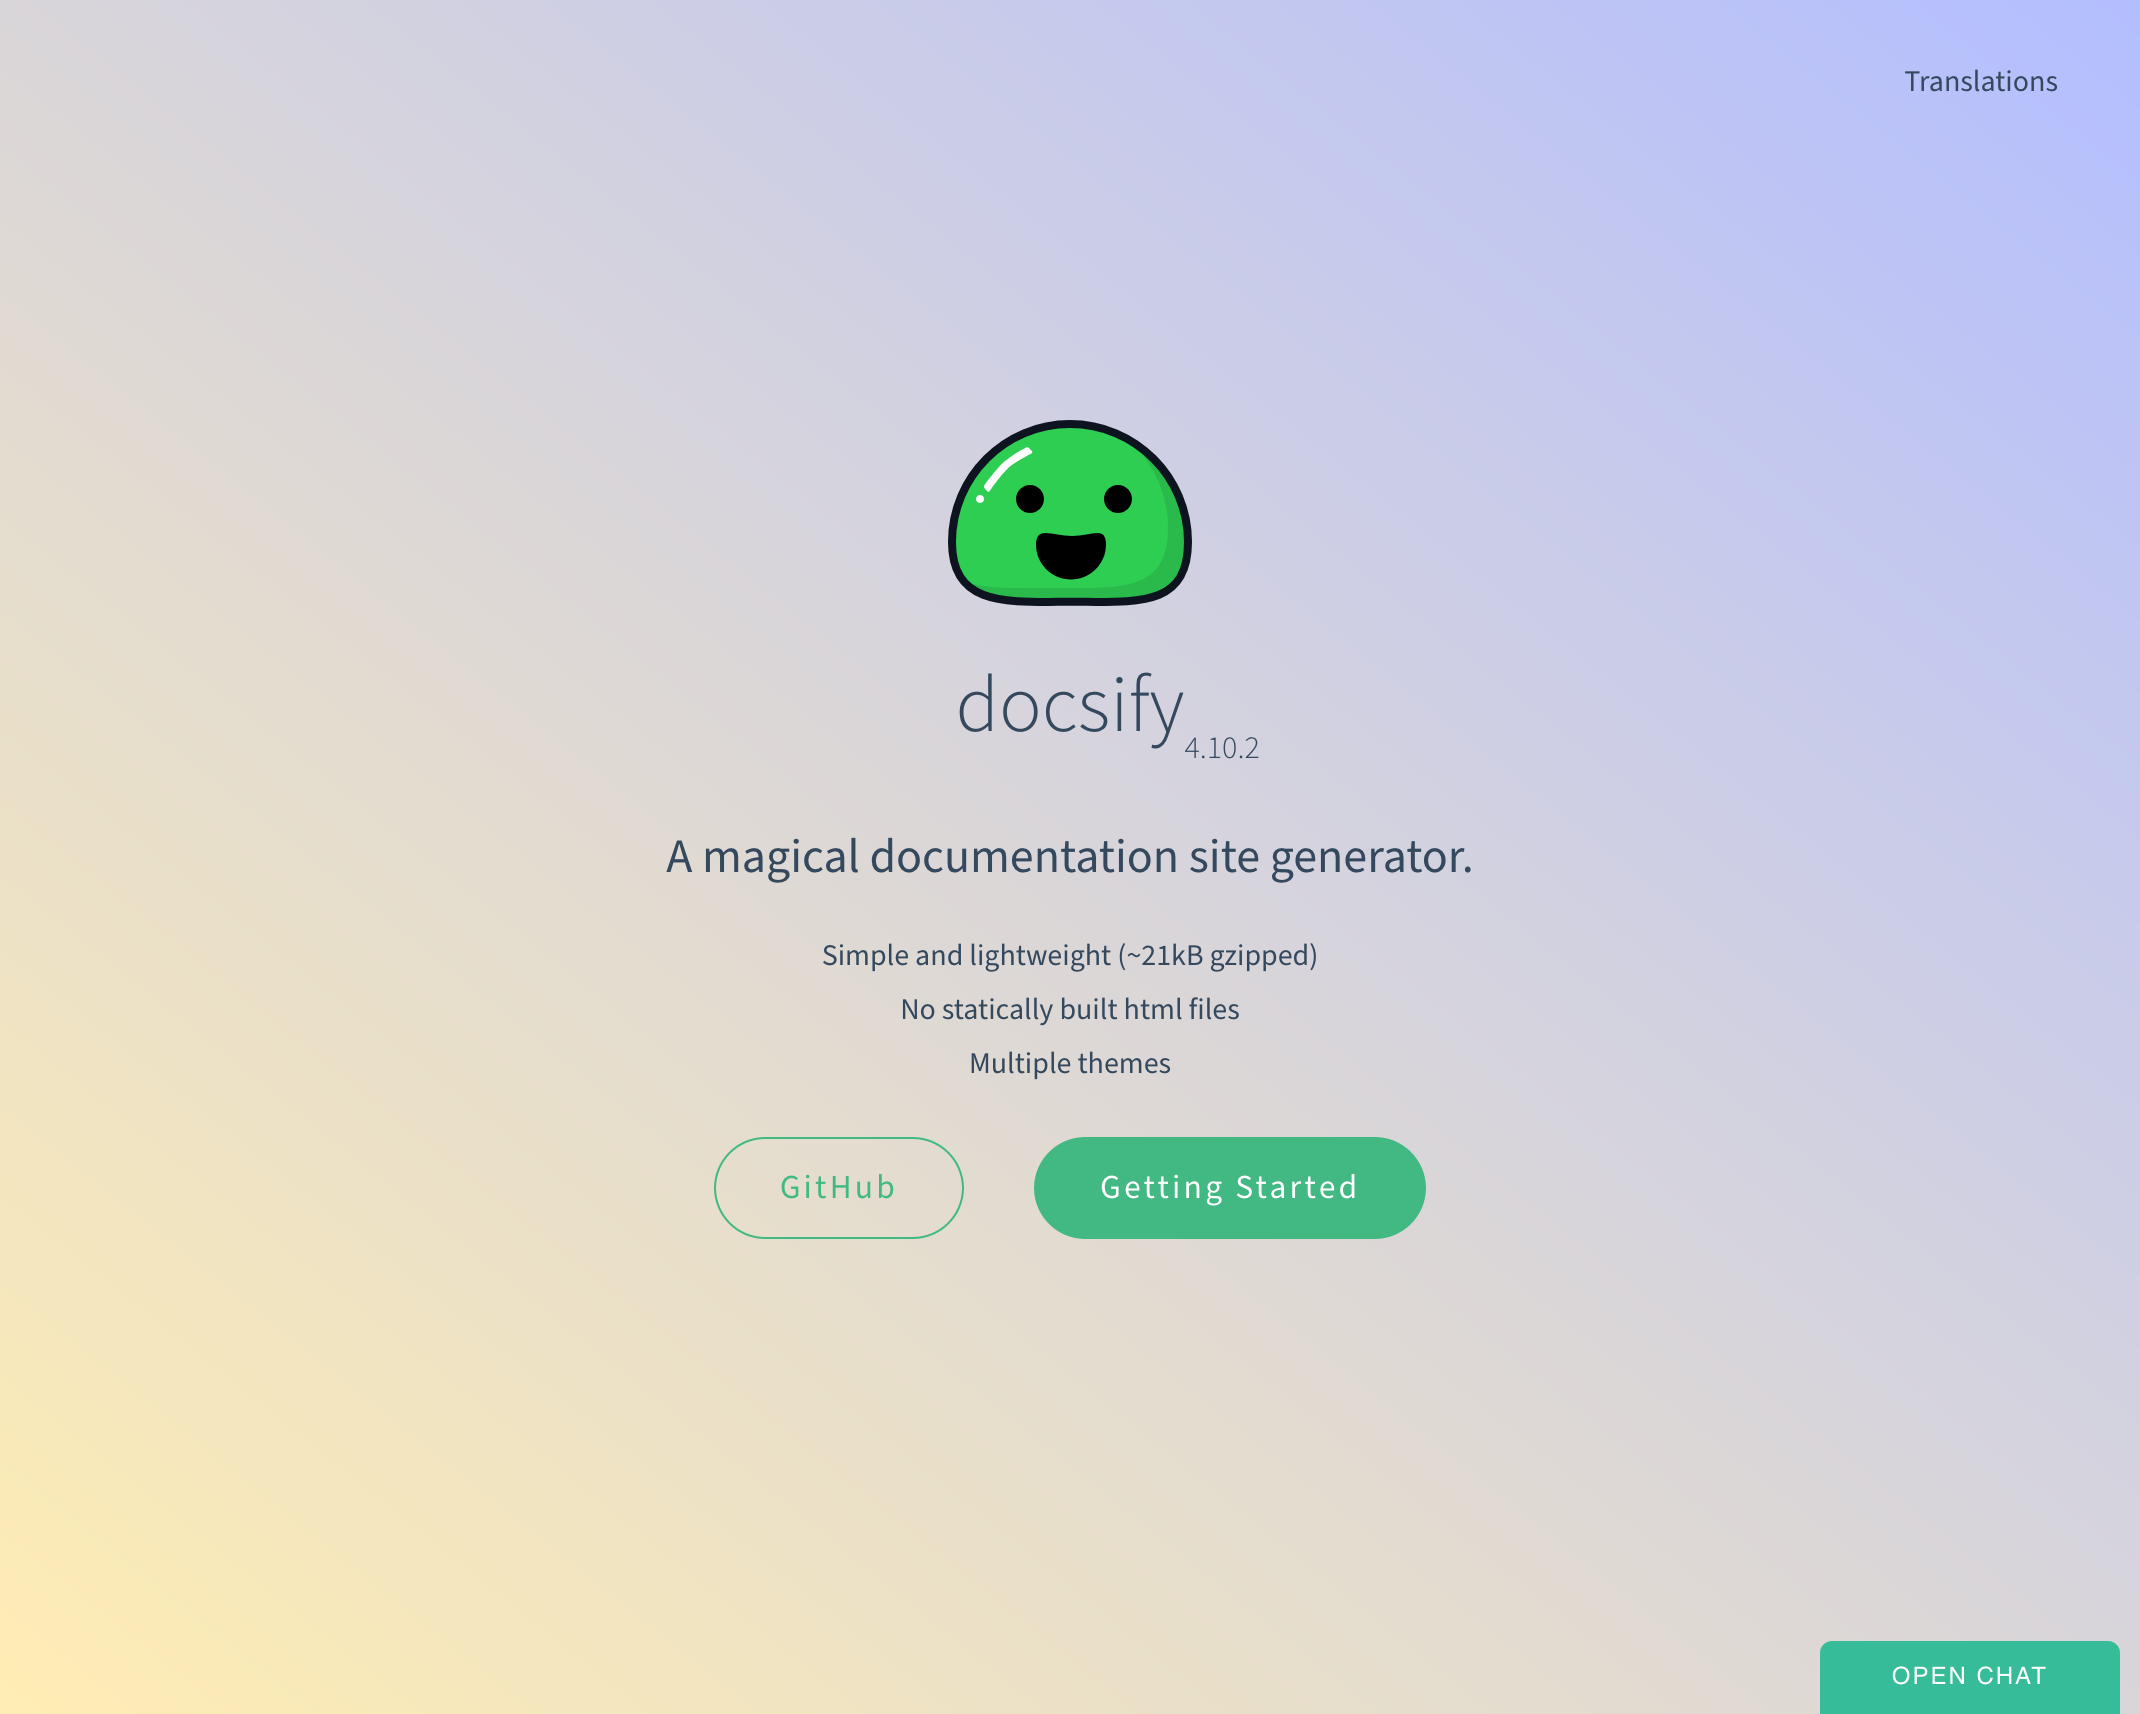 Translations
docsify
4.10.2
A magical documentation site generator.
Simple and lightweight (~21kB gzipped)
No statically built html files
Multiple themes
GitHub
Getting Started
OPEN CHAT